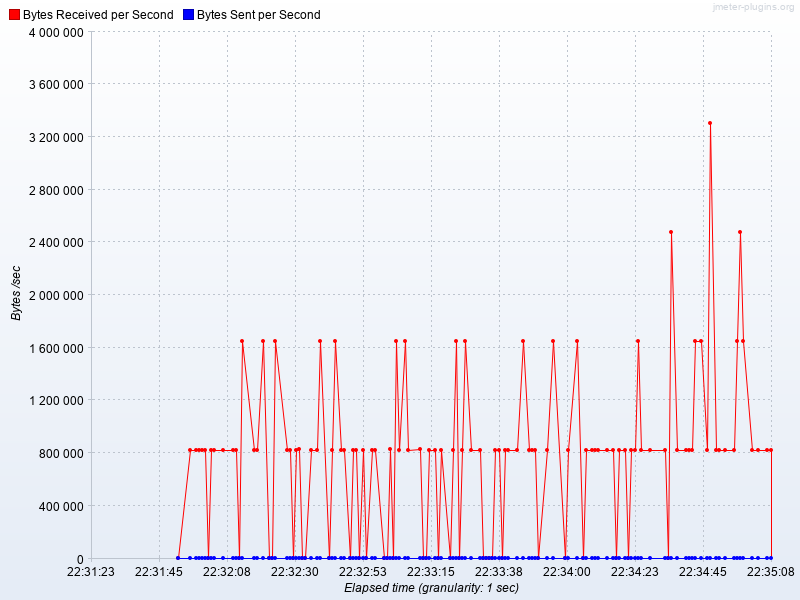 jmeter-plugins.org
Bytes Received per Second Bytes Sent per Second
4 000 000
3 600 000
3 200 000
2 800 000
2 400 000
2 000 000
1 600 000
1 200 000
800 000
400 000
0
Bytes /sec
22:31:23 22:31:45 22:32:08 22:32:30 22:32:53 22:33:15 22:33:38 22:34:00 22:34:23 22:34:45 22:35:08
Elapsed time (granularity: 1 sec)